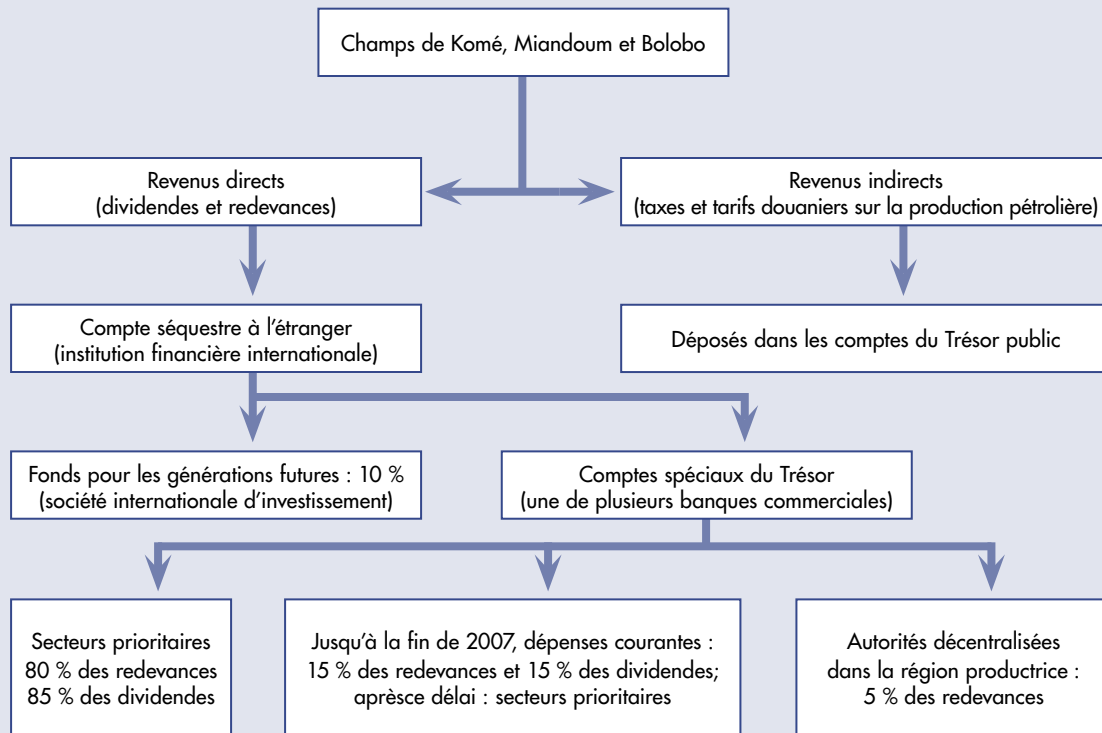 Champs de Komé, Miandoum et Bolobo
Revenus directs
(dividendes et redevances)
Revenus indirects
(taxes et tarifs douaniers sur la production pétrolière)
Compte séquestre à l'étranger
(institution financière internationale)
Déposés dans les comptes du Trésor public
Fonds pour les générations futures : 10 %
(société internationale d'investissement)
Comptes spéciaux du Trésor
(une de plusieurs banques commerciales)
Secteurs prioritaires
80 % des redevances
85 % des dividendes
Jusqu'à la fin de 2007, dépenses courantes :
15 % des redevances et 15 % des dividendes;
aprèsce délai : secteurs prioritaires
Autorités décentralisées
dans la région productrice :
5 % des redevances